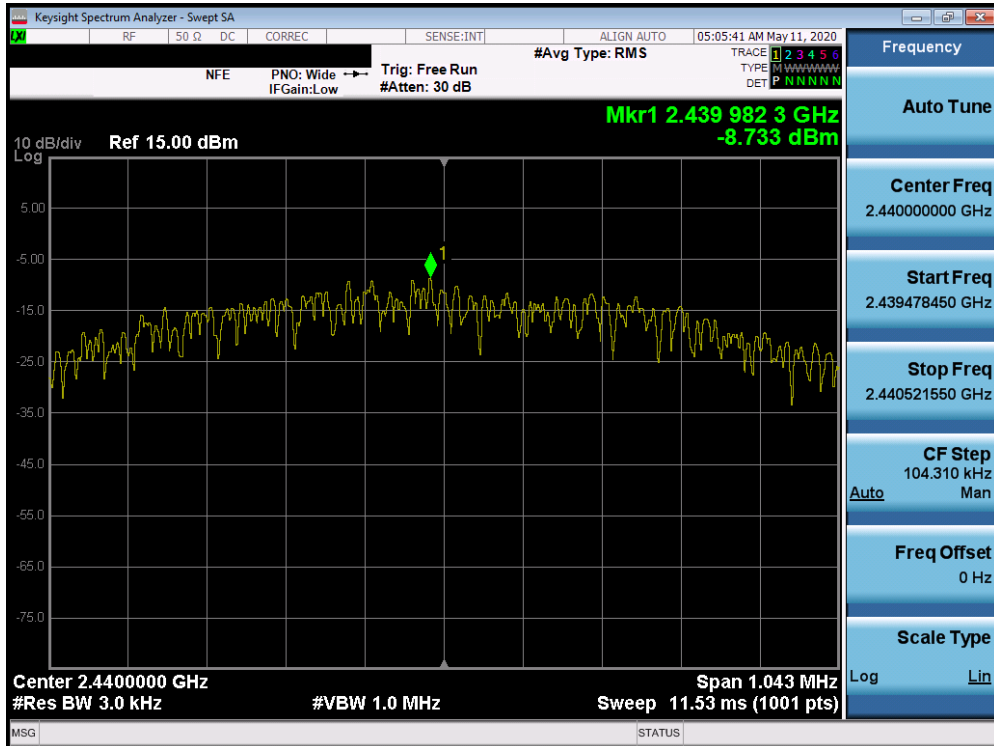 Keysight Spectrum Analyzer - Swept SA
LXI RF 50 Ω DC CORREC SENSE:INT ALIGN AUTO 05:05:41 AM May 11, 2020
NFE PNO: Wide Trig: Free Run #Avg Type: RMS TRACE 1 2 3 4 5 6
IFGain:Low #Atten: 30 dB TYPE M W W W W W
DET P N N N N N
Mkr1 2.439 982 3 GHz
-8.733 dBm
10 dB/div Ref 15.00 dBm
Log
5.00
-5.00
1
-15.0
-25.0
-35.0
-45.0
-55.0
-65.0
-75.0
Center 2.4400000 GHz Span 1.043 MHz
#Res BW 3.0 kHz #VBW 1.0 MHz Sweep 11.53 ms (1001 pts)
MSG STATUS
Frequency
Auto Tune
Center Freq
2.440000000 GHz
Start Freq
2.439478450 GHz
Stop Freq
2.440521550 GHz
CF Step
104.310 kHz
Auto Man
Freq Offset
0 Hz
Scale Type
Log Lin